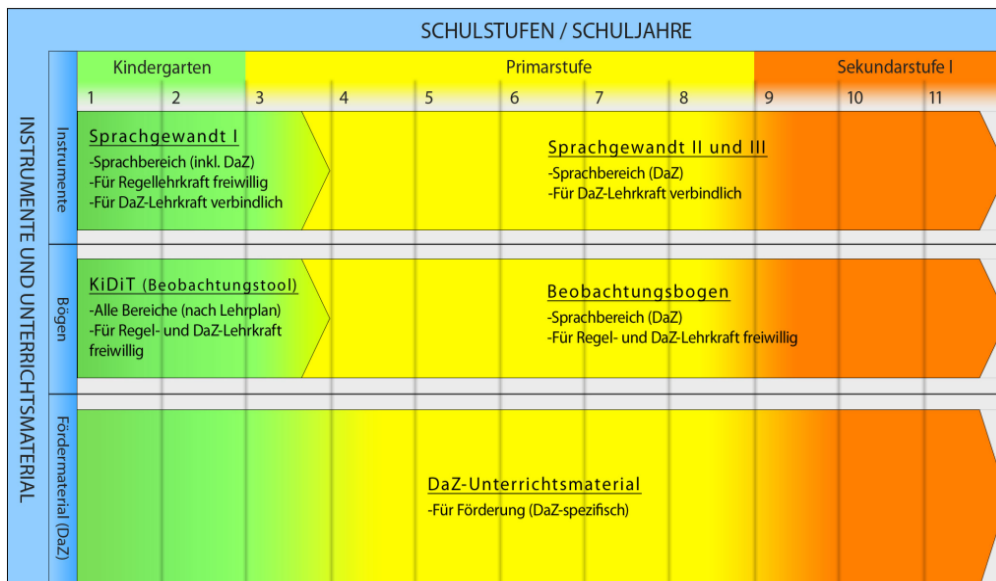 SCHULSTUFEN / SCHULJAHRE
Kindergarten
Primarstufe
Sekundarstufe I
1 2 3 4 5 6 7 8 9 10 11
INSTRUMENTE UND UNTERRICHTSMATERIAL
Instrumente
Sprachgewandt I
-Sprachbereich (inkl. DaZ)
-Für Regellehrkraft freiwillig
-Für DaZ-Lehrkraft verbindlich
Sprachgewandt II und III
-Sprachbereich (DaZ)
-Für DaZ-Lehrkraft verbindlich
Bögen
KiDiT (Beobachtungstool)
-Alle Bereiche (nach Lehrplan)
-Für Regel- und DaZ-Lehrkraft
freiwillig
Beobachtungsbogen
-Sprachbereich (DaZ)
-Für Regel- und DaZ-Lehrkraft freiwillig
Fördermaterial (DaZ)
DaZ-Unterrichtsmaterial
-Für Förderung (DaZ-spezifisch)